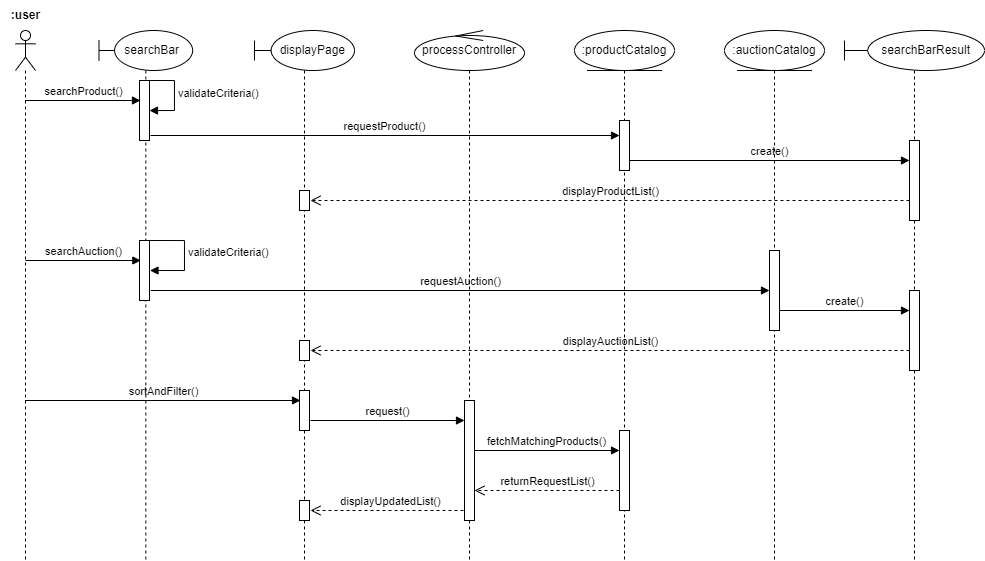 :user
searchBar
displayPage
processController
:productCatalog
:auctionCatalog
searchBarResult
searchProduct()
validateCriteria()
requestProduct()
create()
displayProductList()
searchAuction()
validateCriteria()
requestAuction()
create()
displayAuctionList()
sortAndFilter()
request()
fetchMatchingProducts()
returnRequestList()
displayUpdatedList()